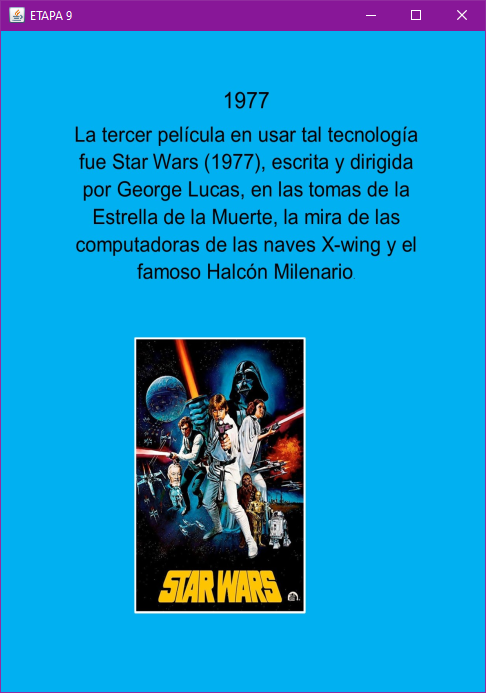 ETAPA 9
1977
La tercer película en usar tal tecnología
fue Star Wars (1977), escrita y dirigida
por George Lucas, en las tomas de la
Estrella de la Muerte, la mira de las
computadoras de las naves X-wing y el
famoso Halcón Milenario.
STAR WARS